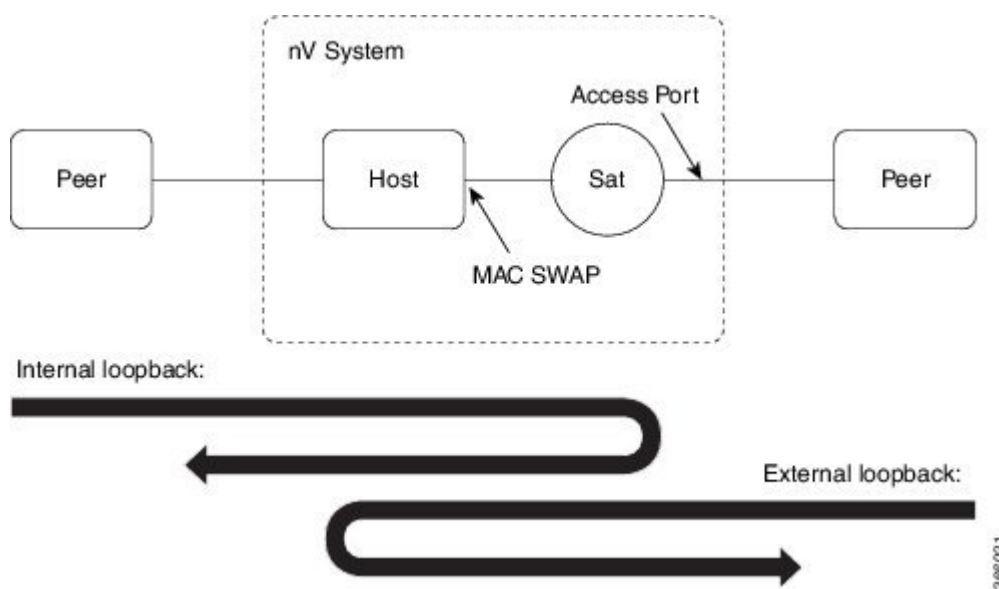 nV System
Access Port
Peer
Host
Sat
Peer
MAC SWAP
Internal loopback:
External loopback: